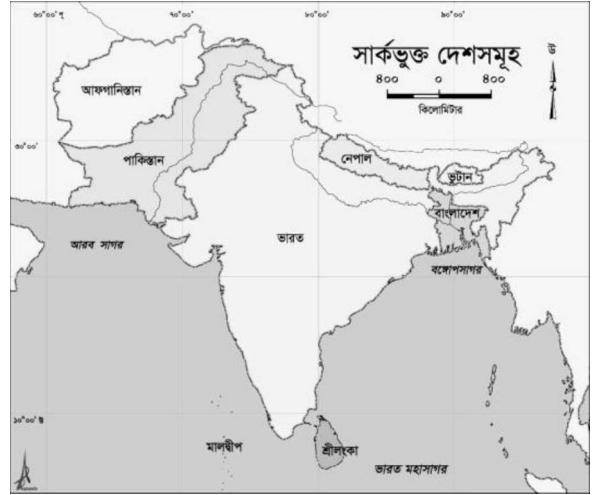 ৬০°০০' পূ ৭০°০০' ৮০°০০' ৯০°০০'
সার্কভুক্ত দেশসমূহ
৪০০ ০ ৪০০
কিলোমিটার
আফগানিস্তান
৩০°০০'
পাকিস্তান
নেপাল
ভুটান
বাংলাদেশ
ভারত
আরব সাগর
বঙ্গোপসাগর
১০°০০' উ
মালদ্বীপ
শ্রীলংকা
ভারত মহাসাগর